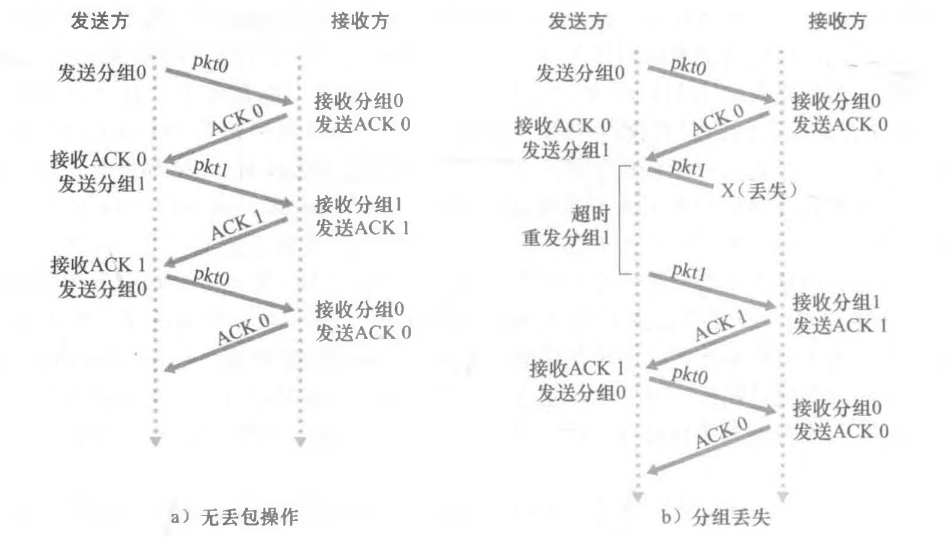 发送方
接收方
发送分组0
pkt0
接收分组0
发送ACK 0
ACK 0
接收ACK 0
发送分组1
pkt1
接收分组1
发送ACK 1
ACK 1
接收ACK 1
发送分组0
pkt0
接收分组0
发送ACK 0
ACK 0
a）无丢包操作
发送方
接收方
发送分组0
pkt0
接收分组0
发送ACK 0
ACK 0
接收ACK 0
发送分组1
pkt1
X（丢失）
超时
重发分组1
pkt1
接收分组1
发送ACK 1
ACK 1
接收ACK 1
发送分组0
pkt0
接收分组0
发送ACK 0
ACK 0
b）分组丢失